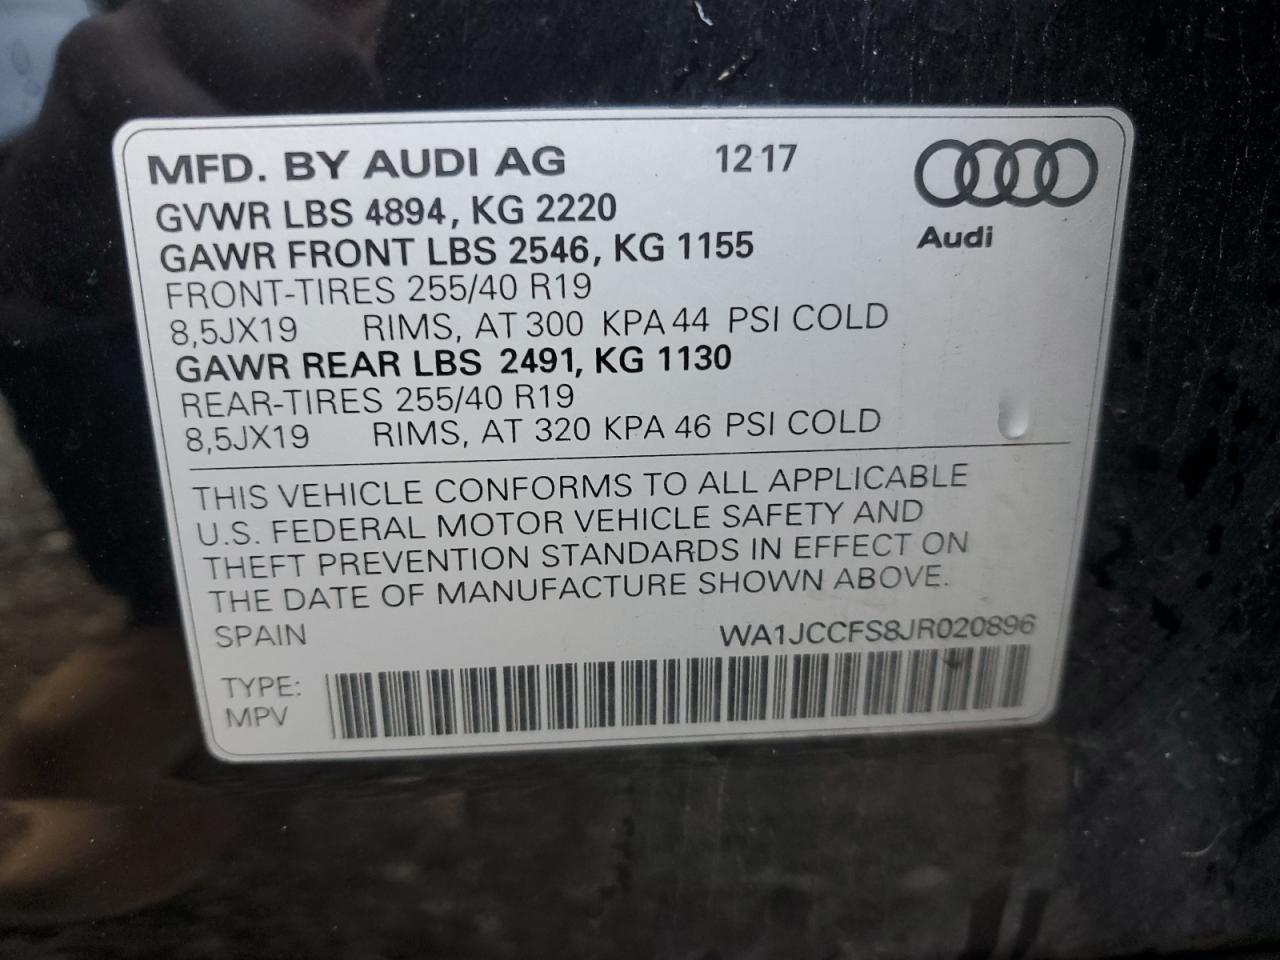 MFD. BY AUDI AG 12 17
Audi
GVWR LBS 4894, KG 2220
GAWR FRONT LBS 2546, KG 1155
FRONT-TIRES 255/40 R19
8,5JX19 RIMS, AT 300 KPA 44 PSI COLD
GAWR REAR LBS 2491, KG 1130
REAR-TIRES 255/40 R19
8,5JX19 RIMS, AT 320 KPA 46 PSI COLD
THIS VEHICLE CONFORMS TO ALL APPLICABLE
U.S. FEDERAL MOTOR VEHICLE SAFETY AND
THEFT PREVENTION STANDARDS IN EFFECT ON
THE DATE OF MANUFACTURE SHOWN ABOVE.
SPAIN WA1JCCFS8JR020896
TYPE:
MPV